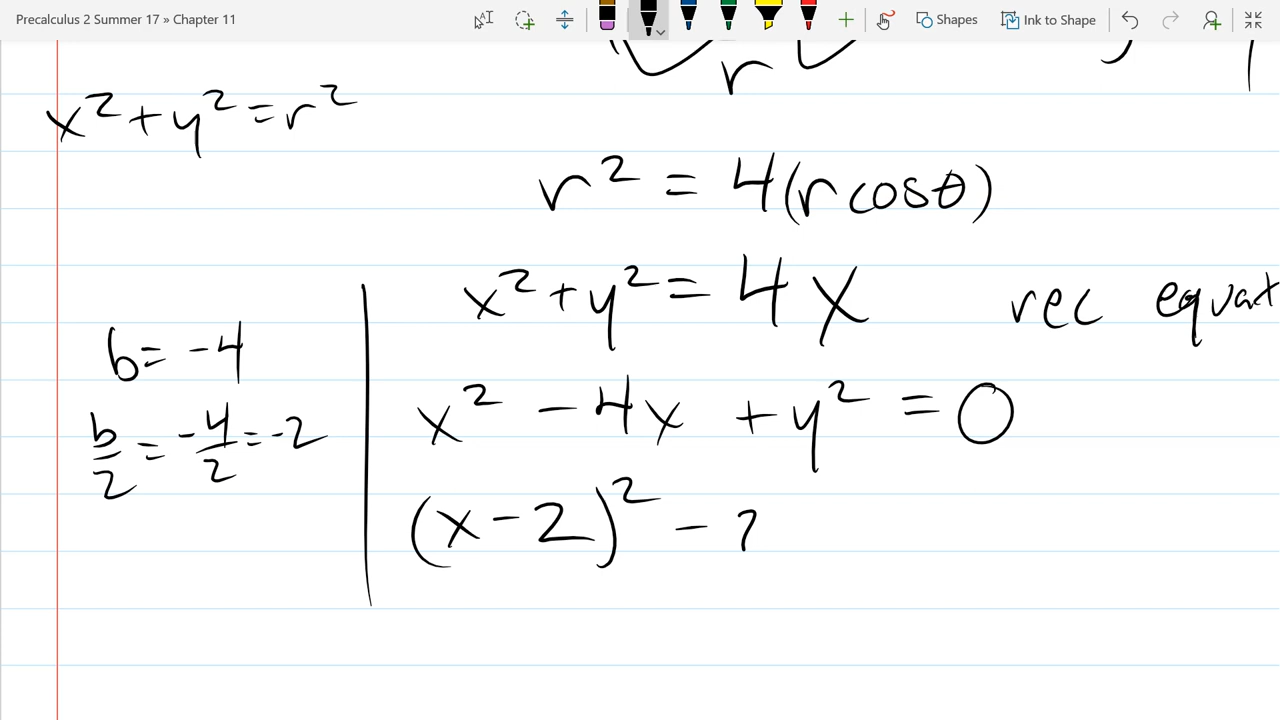 Precalculus 2 Summer 17 » Chapter 11
Shapes
Ink to Shape
r
x² + y² = r²
r² = 4(r cosθ)
x² + y² = 4x
rec equat
b = -4
x² - 4x + y² = 0
b/2 = -4/2 = -2
(x - 2)² -